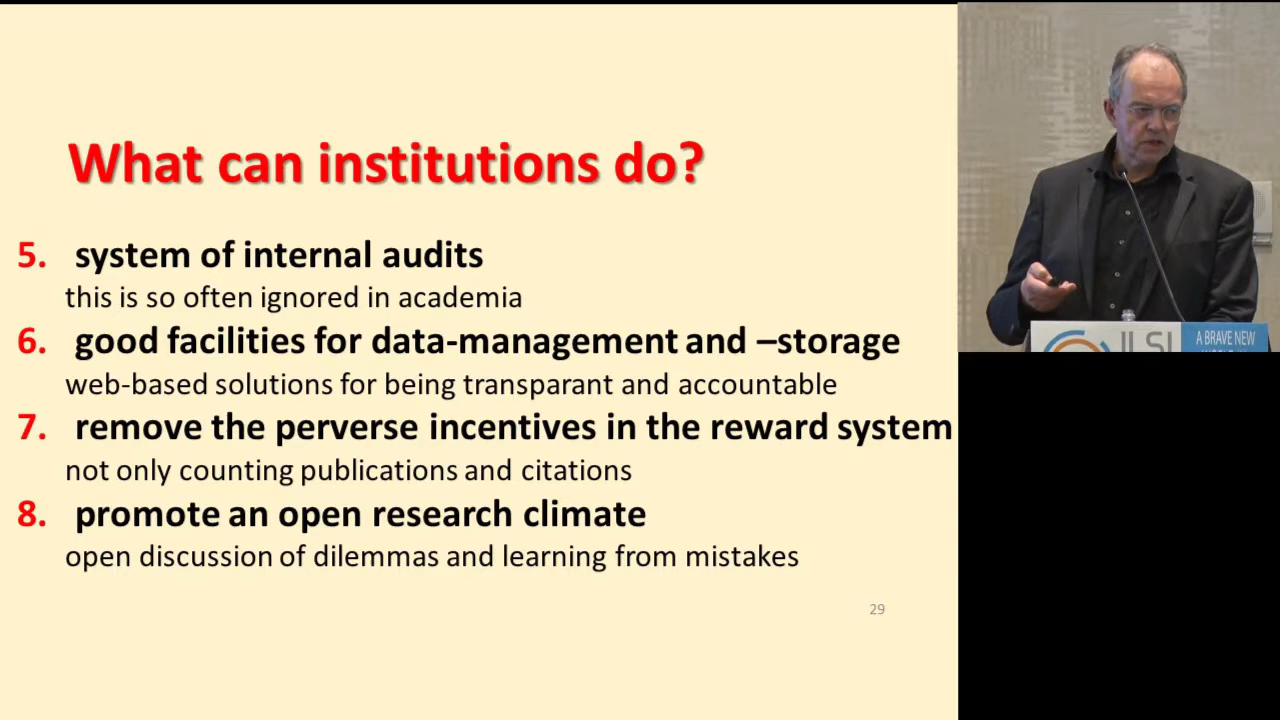 What can institutions do?
5. system of internal audits
this is so often ignored in academia
6. good facilities for data-management and –storage
web-based solutions for being transparant and accountable
7. remove the perverse incentives in the reward system
not only counting publications and citations
8. promote an open research climate
open discussion of dilemmas and learning from mistakes
29
ILSI
A BRAVE NEW